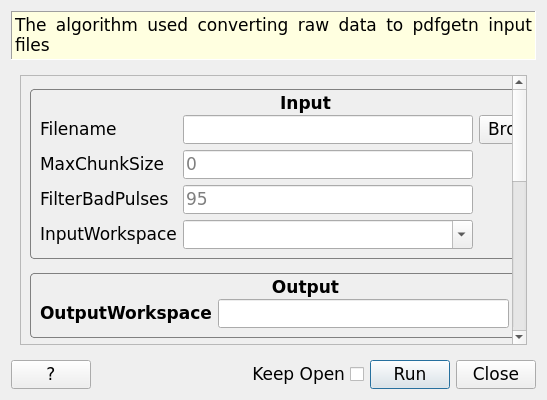 The algorithm used converting raw data to pdfgetn input
files
Input
Filename
Bro
MaxChunkSize 0
FilterBadPulses 95
InputWorkspace
Output
OutputWorkspace
? Keep Open Run Close